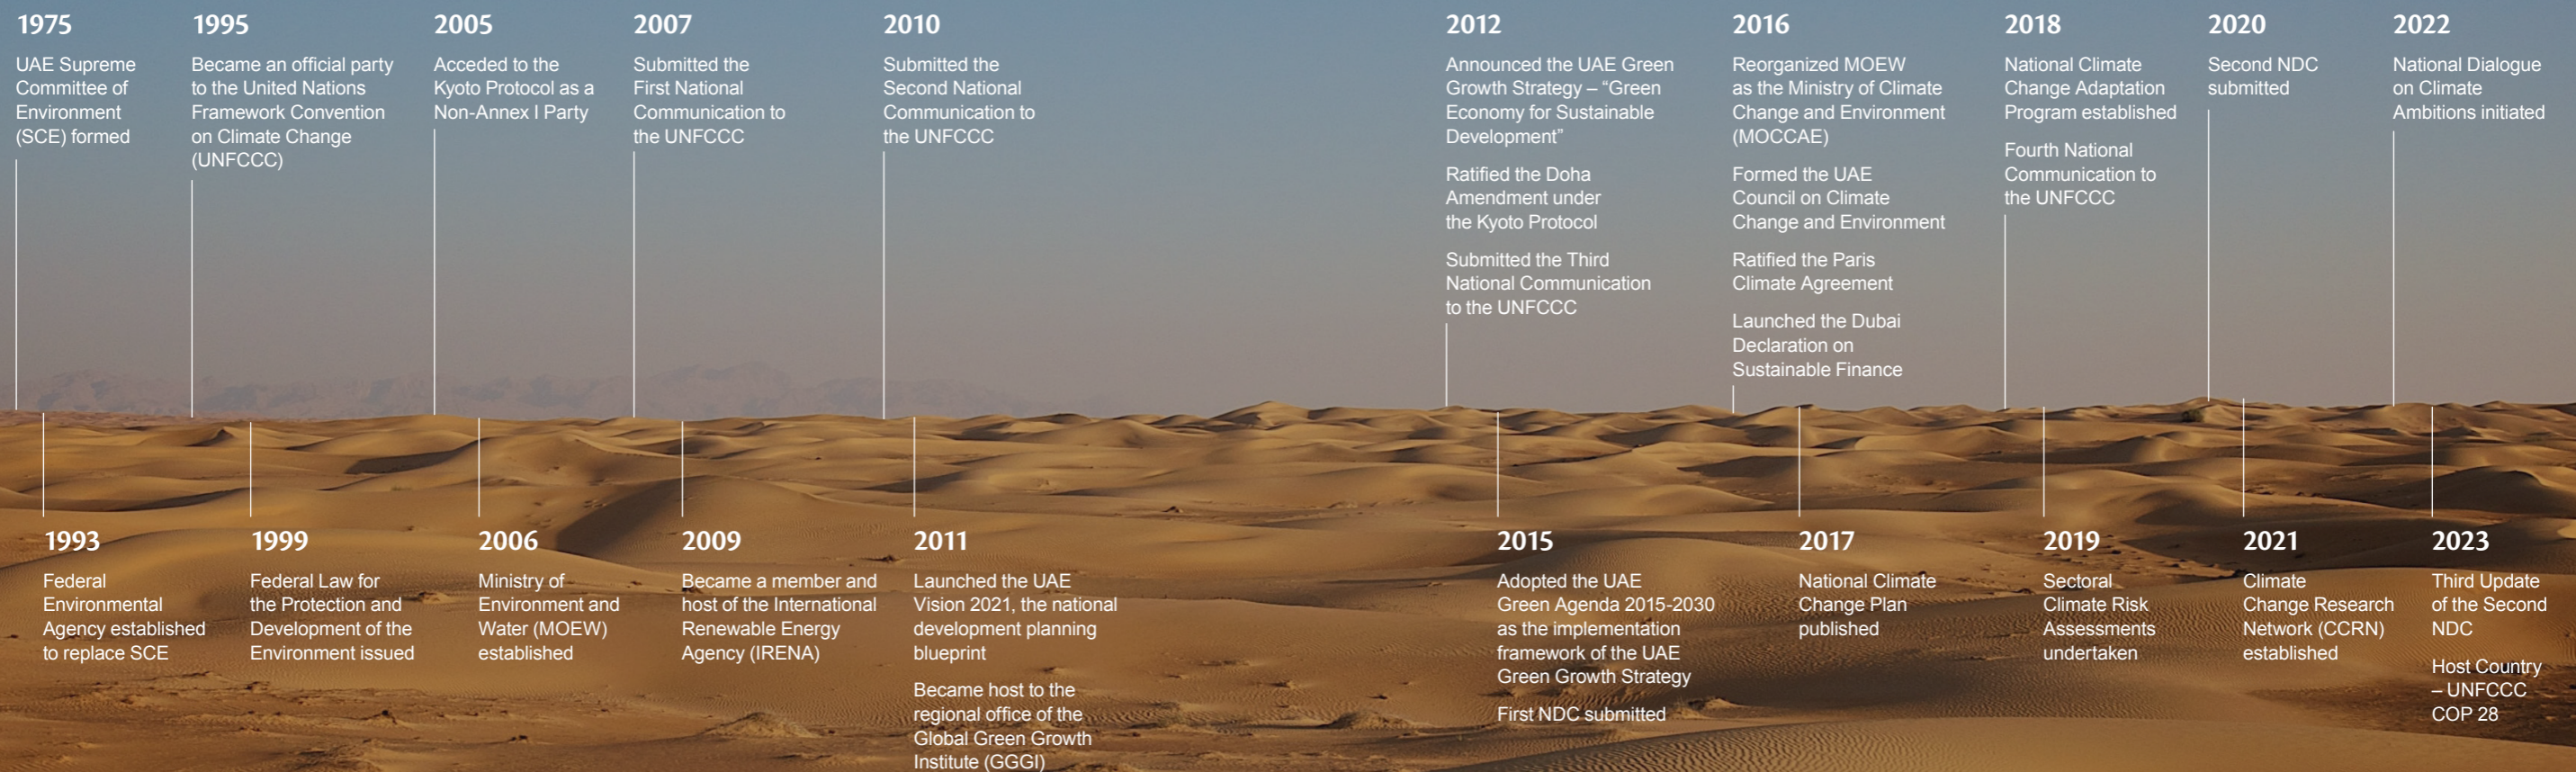 1975
UAE Supreme
Committee of
Environment
(SCE) formed
1995
Became an official party
to the United Nations
Framework Convention
on Climate Change
(UNFCCC)
2005
Acceded to the
Kyoto Protocol as a
Non-Annex I Party
2007
Submitted the
First National
Communication to
the UNFCCC
2010
Submitted the
Second National
Communication to
the UNFCCC
2012
Announced the UAE Green
Growth Strategy – “Green
Economy for Sustainable
Development”
Ratified the Doha
Amendment under
the Kyoto Protocol
Submitted the Third
National Communication
to the UNFCCC
2016
Reorganized MOEW
as the Ministry of Climate
Change and Environment
(MOCCAE)
Formed the UAE
Council on Climate
Change and Environment
Ratified the Paris
Climate Agreement
Launched the Dubai
Declaration on
Sustainable Finance
2018
National Climate
Change Adaptation
Program established
Fourth National
Communication to
the UNFCCC
2020
Second NDC
submitted
2022
National Dialogue
on Climate
Ambitions initiated
1993
Federal
Environmental
Agency established
to replace SCE
1999
Federal Law for
the Protection and
Development of the
Environment issued
2006
Ministry of
Environment and
Water (MOEW)
established
2009
Became a member and
host of the International
Renewable Energy
Agency (IRENA)
2011
Launched the UAE
Vision 2021, the national
development planning
blueprint
Became host to the
regional office of the
Global Green Growth
Institute (GGGI)
2015
Adopted the UAE
Green Agenda 2015-2030
as the implementation
framework of the UAE
Green Growth Strategy
First NDC submitted
2017
National Climate
Change Plan
published
2019
Sectoral
Climate Risk
Assessments
undertaken
2021
Climate
Change Research
Network (CCRN)
established
2023
Third Update
of the Second
NDC
Host Country
– UNFCCC
COP 28